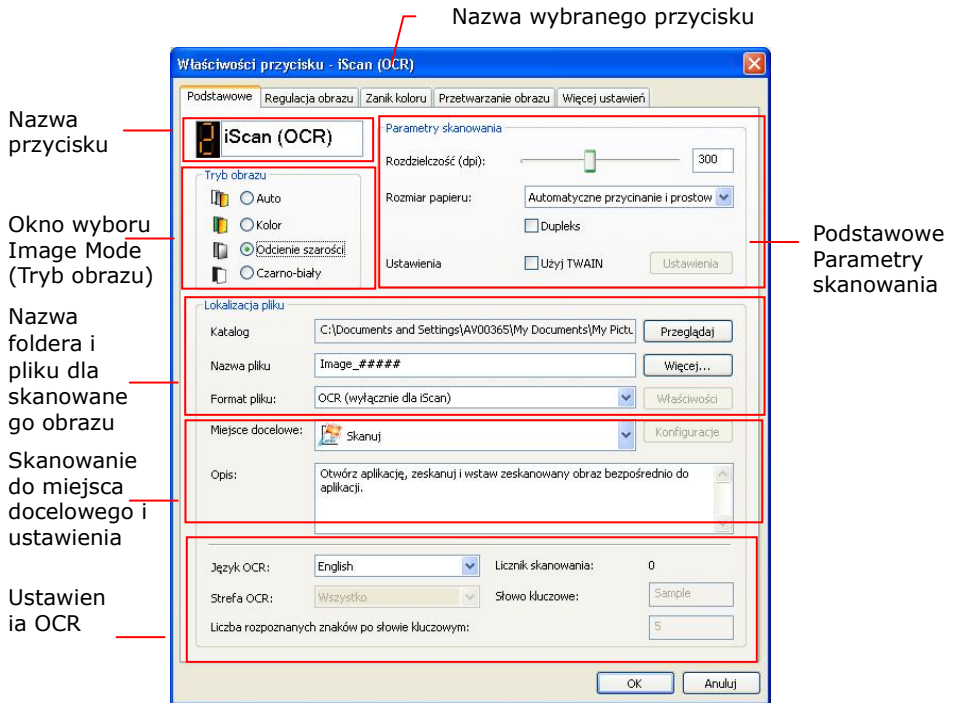 Nazwa wybranego przycisku
Właściwości przycisku - iScan (OCR)
Podstawowe
Regulacja obrazu
Zanik koloru
Przetwarzanie obrazu
Więcej ustawień
Nazwa
przycisku
2
iScan (OCR)
Tryb obrazu
Auto
Kolor
Odcienie szarości
Czarno-biały
Okno wyboru
Image Mode
(Tryb obrazu)
Parametry skanowania
Rozdzielczość (dpi):
300
Rozmiar papieru:
Automatyczne przycinanie i prostow
Dupleks
Ustawienia
Użyj TWAIN
Ustawienia
Podstawowe
Parametry
skanowania
Nazwa
foldera i
pliku dla
skanowane
go obrazu
Lokalizacja pliku
Katalog
C:\Documents and Settings\AV00365\My Documents\My Pictu
Przeglądaj
Nazwa pliku
Image_#####
Więcej...
Format pliku:
OCR (wyłącznie dla iScan)
Właściwości
Skanowanie
do miejsca
docelowego i
ustawienia
Miejsce docelowe:
Skanuj
Konfiguracje
Opis:
Otwórz aplikację, zeskanuj i wstaw zeskanowany obraz bezpośrednio do
aplikacji.
Ustawien
ia OCR
Język OCR:
English
Licznik skanowania:
0
Strefa OCR:
Wszystko
Słowo kluczowe:
Sample
Liczba rozpoznanych znaków po słowie kluczowym:
5
OK
Anuluj